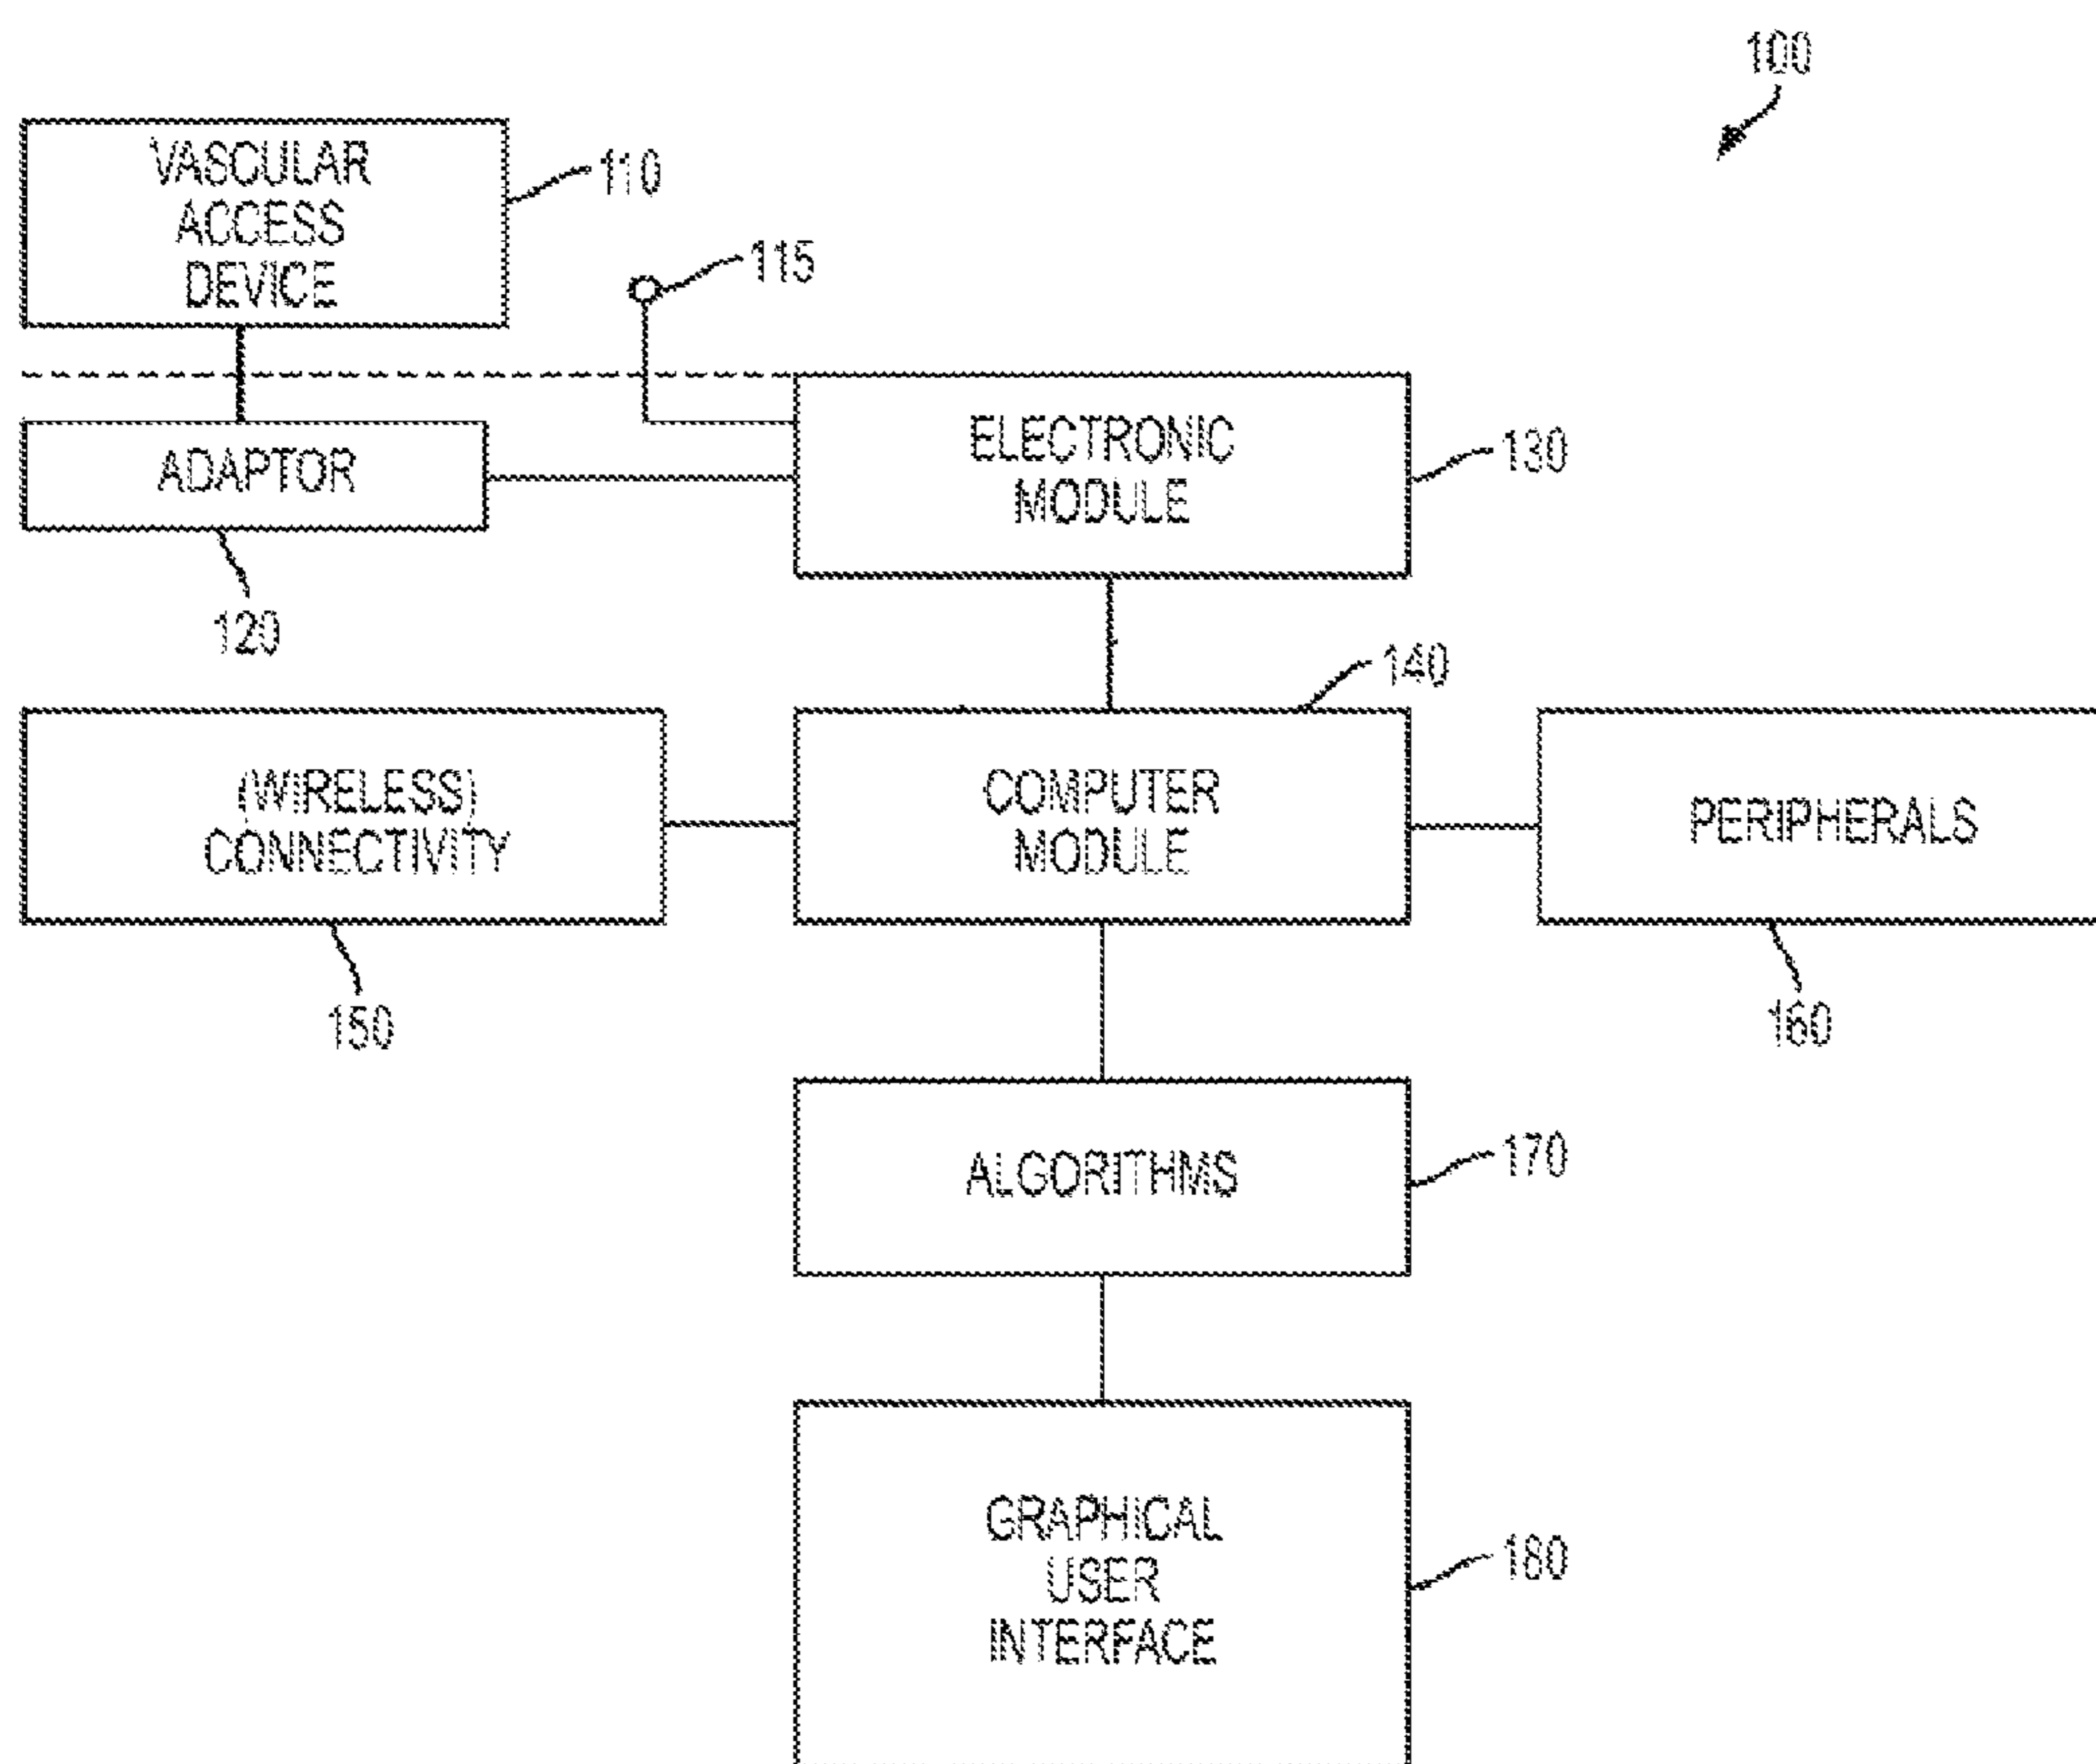 100
VASCULAR
ACCESS
DEVICE
110
115
ADAPTOR
120
ELECTRONIC
MODULE
130
140
(WIRELESS)
CONNECTIVITY
150
COMPUTER
MODULE
PERIPHERALS
160
ALGORITHMS
170
GRAPHICAL
USER
INTERFACE
180